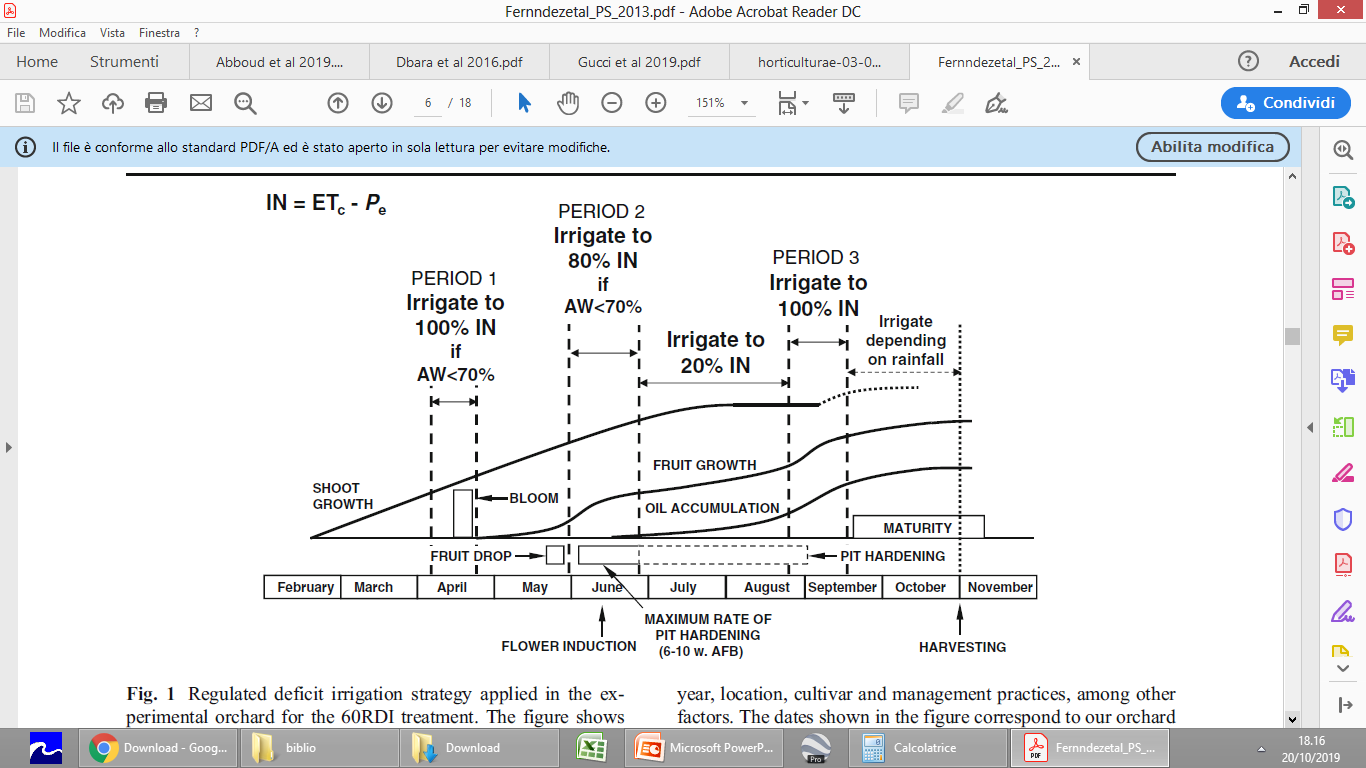 Fernndezetal_PS_2013.pdf - Adobe Acrobat Reader DC
File Modifica Vista Finestra ?
Home Strumenti Abboud et al 2019.... Dbara et al 2016.pdf Gucci et al 2019.pdf horticulturae-03-0... Fernndezetal_PS_2... × ? Accedi
6 / 18 151% Condividi
Il file è conforme allo standard PDF/A ed è stato aperto in sola lettura per evitare modifiche. Abilita modifica
IN = ETc - Pe
PERIOD 1
Irrigate to
100% IN
if
AW<70%
PERIOD 2
Irrigate to
80% IN
if
AW<70%
Irrigate to
20% IN
PERIOD 3
Irrigate to
100% IN
Irrigate
depending
on rainfall
SHOOT
GROWTH
BLOOM
FRUIT GROWTH
OIL ACCUMULATION
MATURITY
FRUIT DROP
PIT HARDENING
February March April May June July August September October November
FLOWER INDUCTION
MAXIMUM RATE OF
PIT HARDENING
(6-10 w. AFB)
HARVESTING
Fig. 1 Regulated deficit irrigation strategy applied in the ex-
perimental orchard for the 60RDI treatment. The figure shows
year, location, cultivar and management practices, among other
factors. The dates shown in the figure correspond to our orchard
Download - Goog... biblio Download Microsoft PowerP... Pro Calcolatrice PDF Fernndezetal_PS_...
18.16
20/10/2019